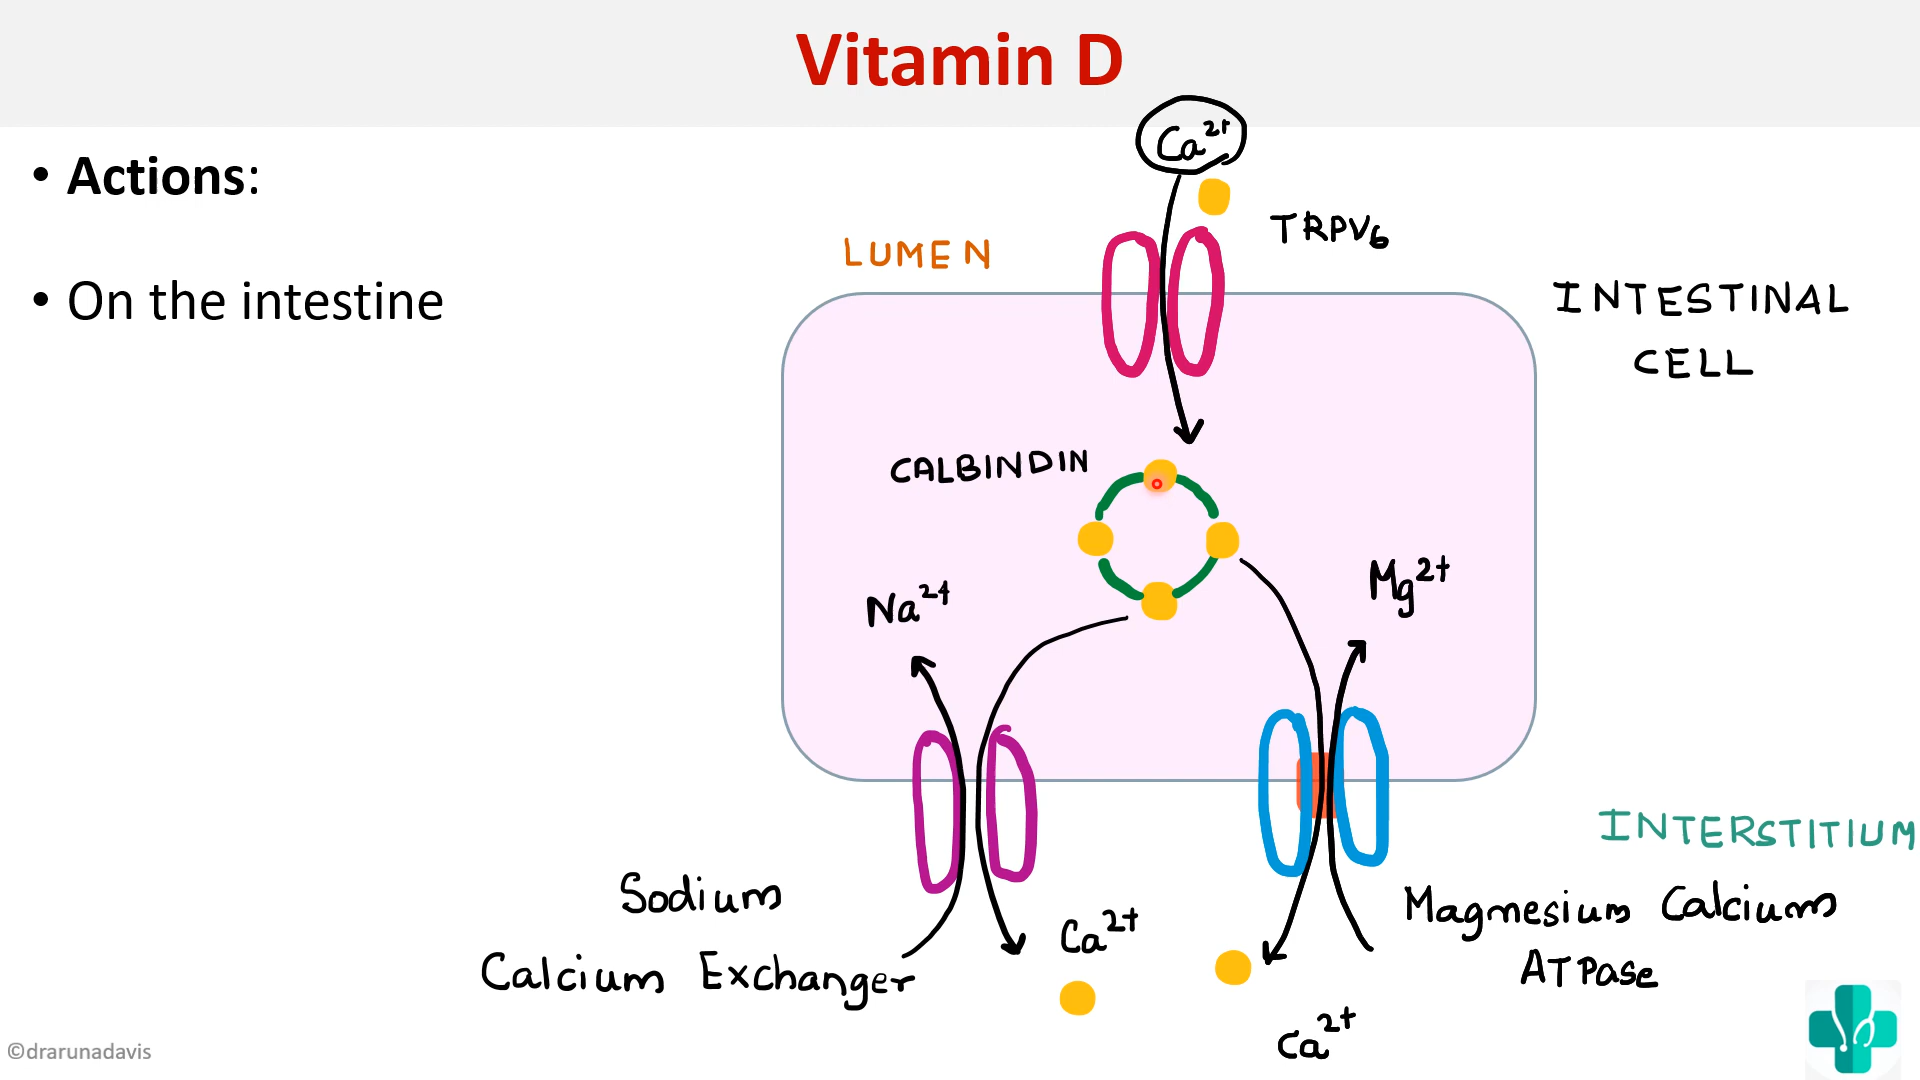 Vitamin D
• Actions:
• On the intestine
Ca²⁺
TRPV6
LUMEN
INTESTINAL
CELL
CALBINDIN
Na²⁺
Mg²⁺
INTERSTITIUM
Sodium
Calcium Exchanger
Ca²⁺
Magnesium Calcium
ATPase
Ca²⁺
©drarunadavis